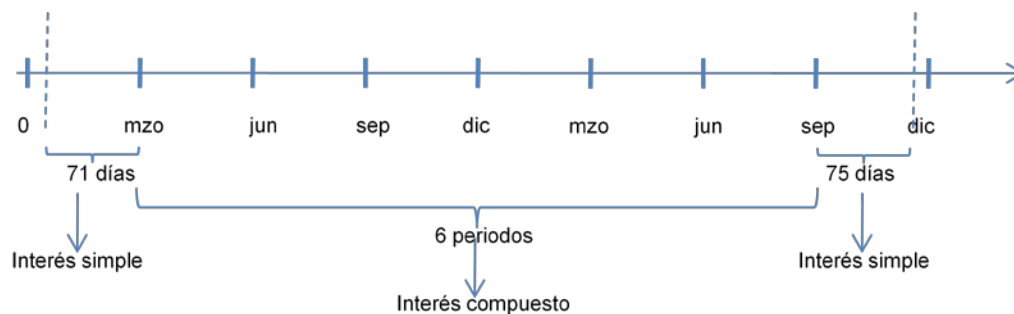 0 mzo jun sep dic mzo jun sep dic
71 días 75 días
6 periodos
Interés simple Interés simple
Interés compuesto